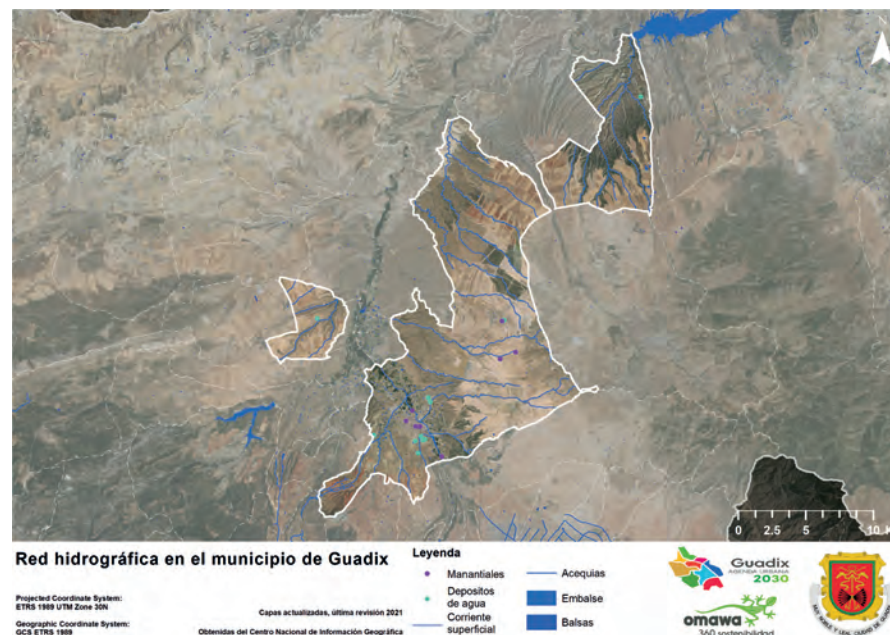 0 2,5 5 10 K
Red hidrográfica en el municipio de Guadix
Projected Coordinate System:
ETRS 1989 UTM Zone 30N
Geographic Coordinate System:
GCS ETRS 1989
Capas actualizadas, última revisión 2021
Obtenidas del Centro Nacional de Información Geográfica
Leyenda
Manantiales
Depositos
de agua
Corriente
superficial
Acequias
Embalse
Balsas
Guadix
AGENDA URBANA
2030
omawa
360 sostenibilidad